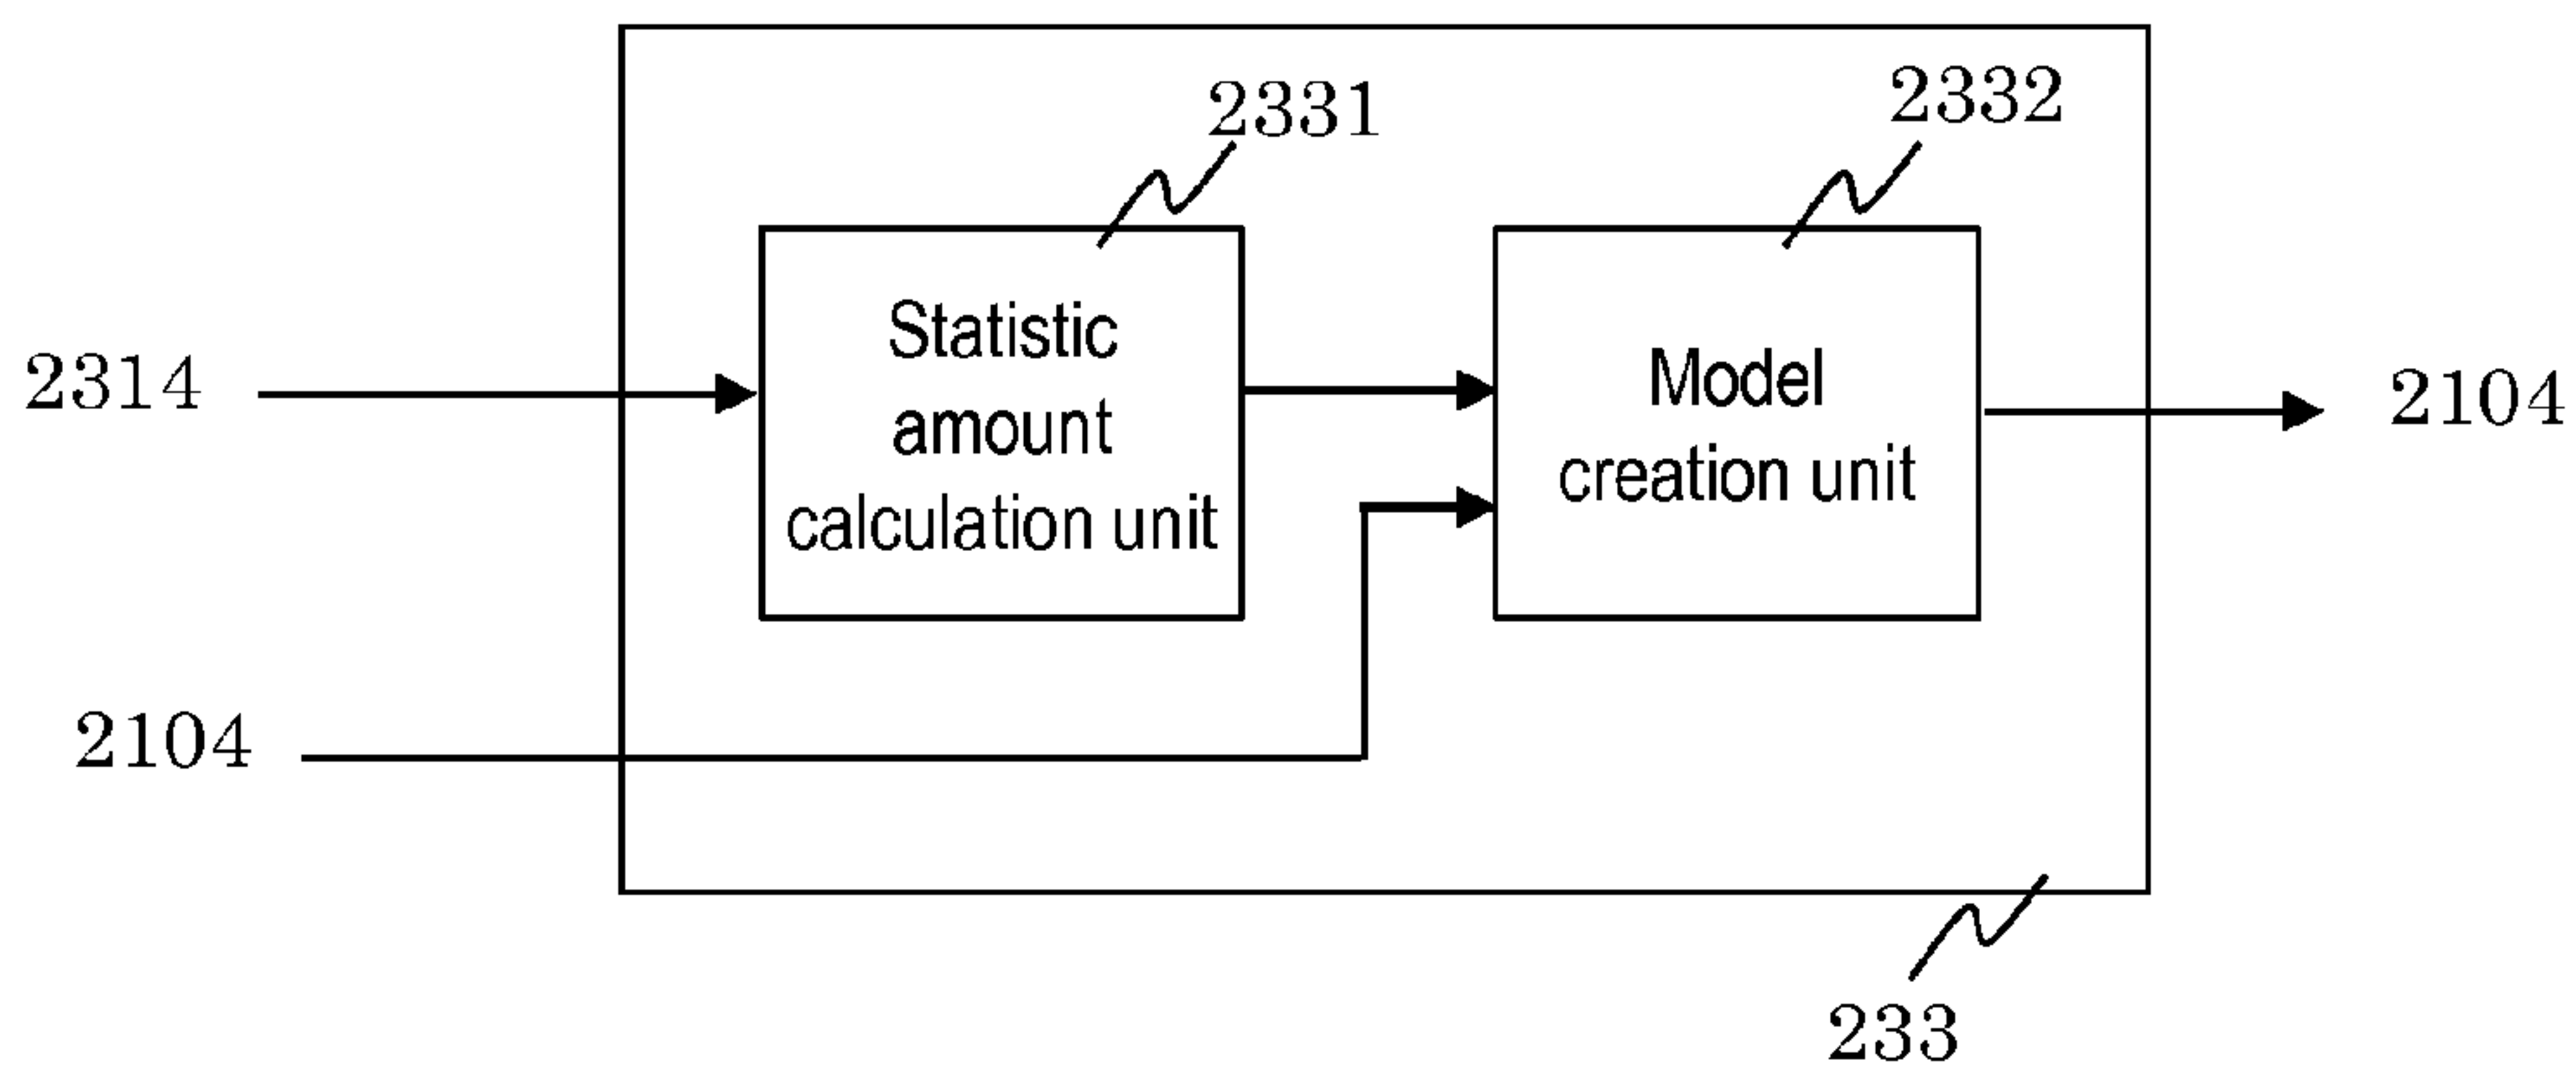 2331
2332
Statistic
amount
calculation unit
Model
creation unit
2314
2104
2104
233